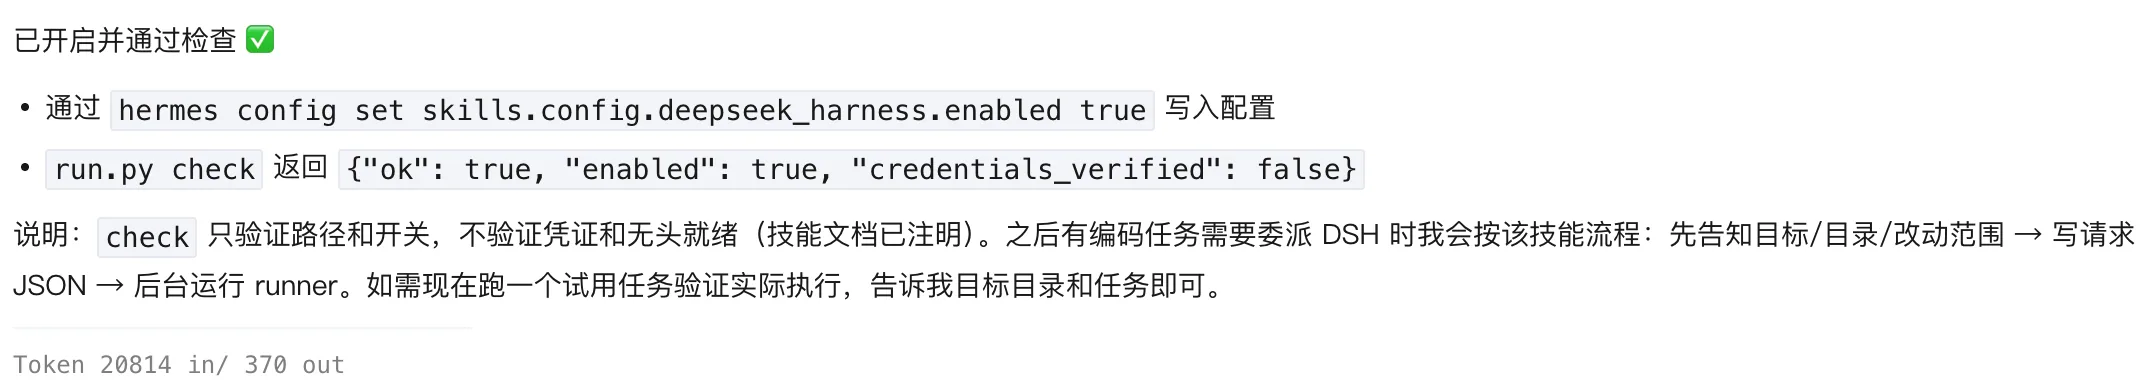 已开启并通过检查 ✅
• 通过 hermes config set skills.config.deepseek_harness.enabled true 写入配置
• run.py check 返回 {"ok": true, "enabled": true, "credentials_verified": false}
说明：check 只验证路径和开关，不验证凭证和无头就绪（技能文档已注明）。之后有编码任务需要委派 DSH 时我会按该技能流程：先告知目标/目录/改动范围 → 写请求
JSON → 后台运行 runner。如需现在跑一个试用任务验证实际执行，告诉我目标目录和任务即可。
Token 20814 in/ 370 out